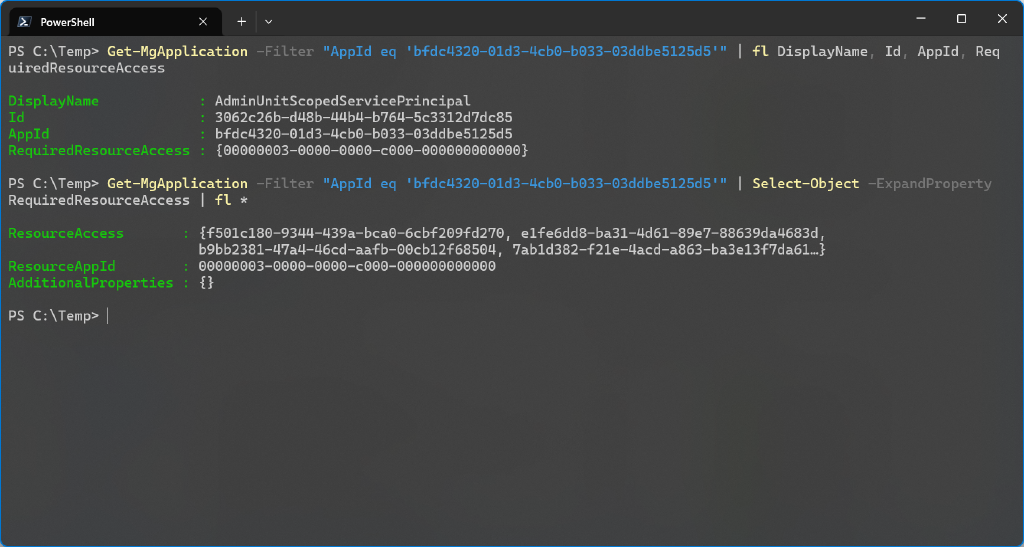 PowerShell
PS C:\Temp> Get-MgApplication -Filter "AppId eq 'bfdc4320-01d3-4cb0-b033-03ddbe5125d5'" | fl DisplayName, Id, AppId, Req
uiredResourceAccess
DisplayName : AdminUnitScopedServicePrincipal
Id : 3062c26b-d48b-44b4-b764-5c3312d7dc85
AppId : bfdc4320-01d3-4cb0-b033-03ddbe5125d5
RequiredResourceAccess : {00000003-0000-0000-c000-000000000000}
PS C:\Temp> Get-MgApplication -Filter "AppId eq 'bfdc4320-01d3-4cb0-b033-03ddbe5125d5'" | Select-Object -ExpandProperty
RequiredResourceAccess | fl *
ResourceAccess : {f501c180-9344-439a-bca0-6cbf209fd270, e1fe6dd8-ba31-4d61-89e7-88639da4683d,
b9bb2381-47a4-46cd-aafb-00cb12f68504, 7ab1d382-f21e-4acd-a863-ba3e13f7da61…}
ResourceAppId : 00000003-0000-0000-c000-000000000000
AdditionalProperties : {}
PS C:\Temp>